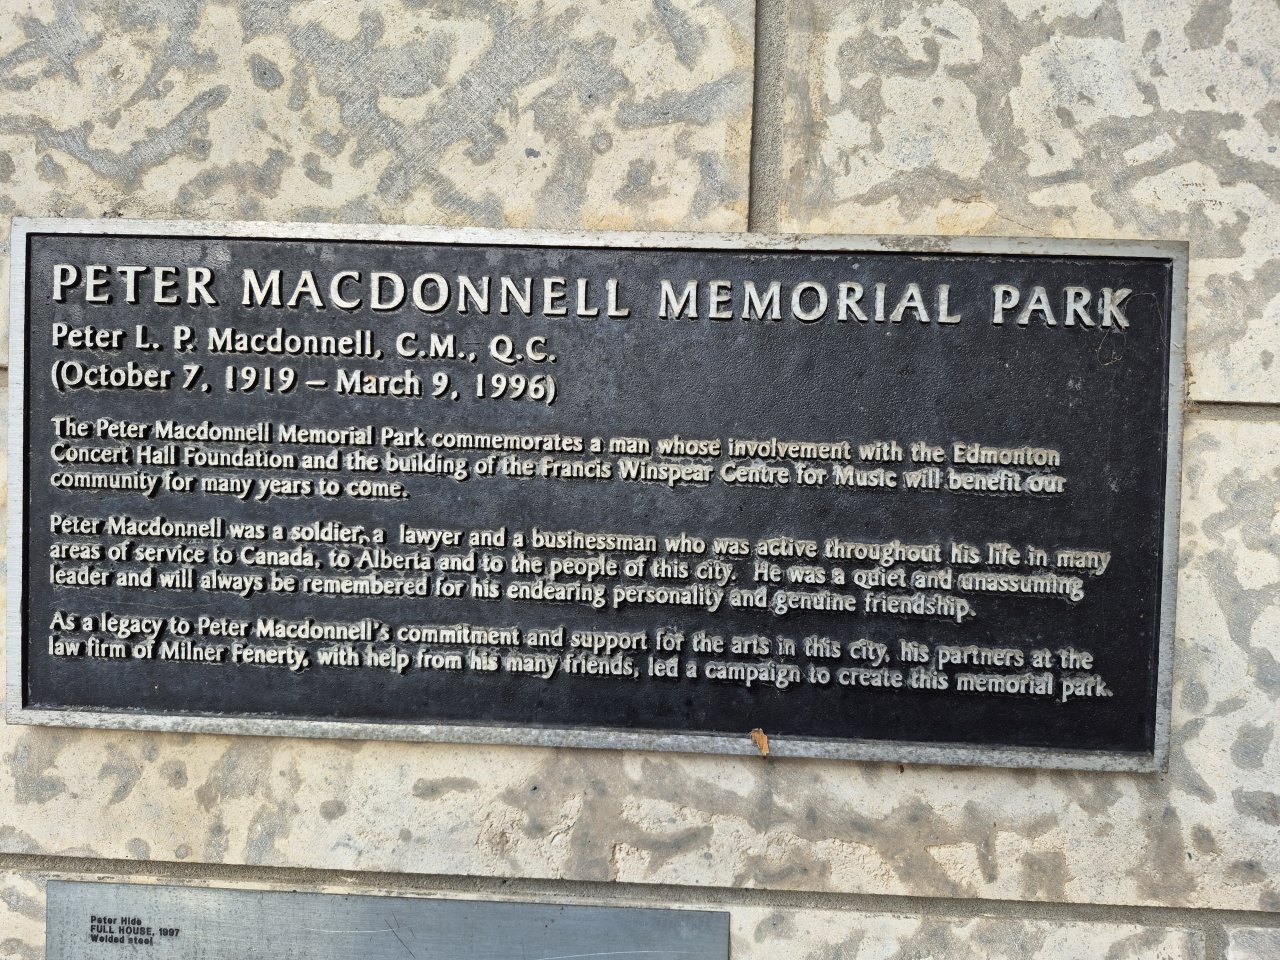 PETER MACDONNELL MEMORIAL PARK
Peter L. P. Macdonnell, C.M., Q.C.
(October 7, 1919 – March 9, 1996)
The Peter Macdonnell Memorial Park commemorates a man whose involvement with the Edmonton
Concert Hall Foundation and the building of the Francis Winspear Centre for Music will benefit our
community for many years to come.
Peter Macdonnell was a soldier, a lawyer and a businessman who was active throughout his life in many
areas of service to Canada, to Alberta and to the people of this city. He was a quiet and unassuming
leader and will always be remembered for his endearing personality and genuine friendship.
As a legacy to Peter Macdonnell's commitment and support for the arts in this city, his partners at the
law firm of Milner Fenerty, with help from his many friends, led a campaign to create this memorial park.
Peter Hide
FULL HOUSE, 1997
Welded steel